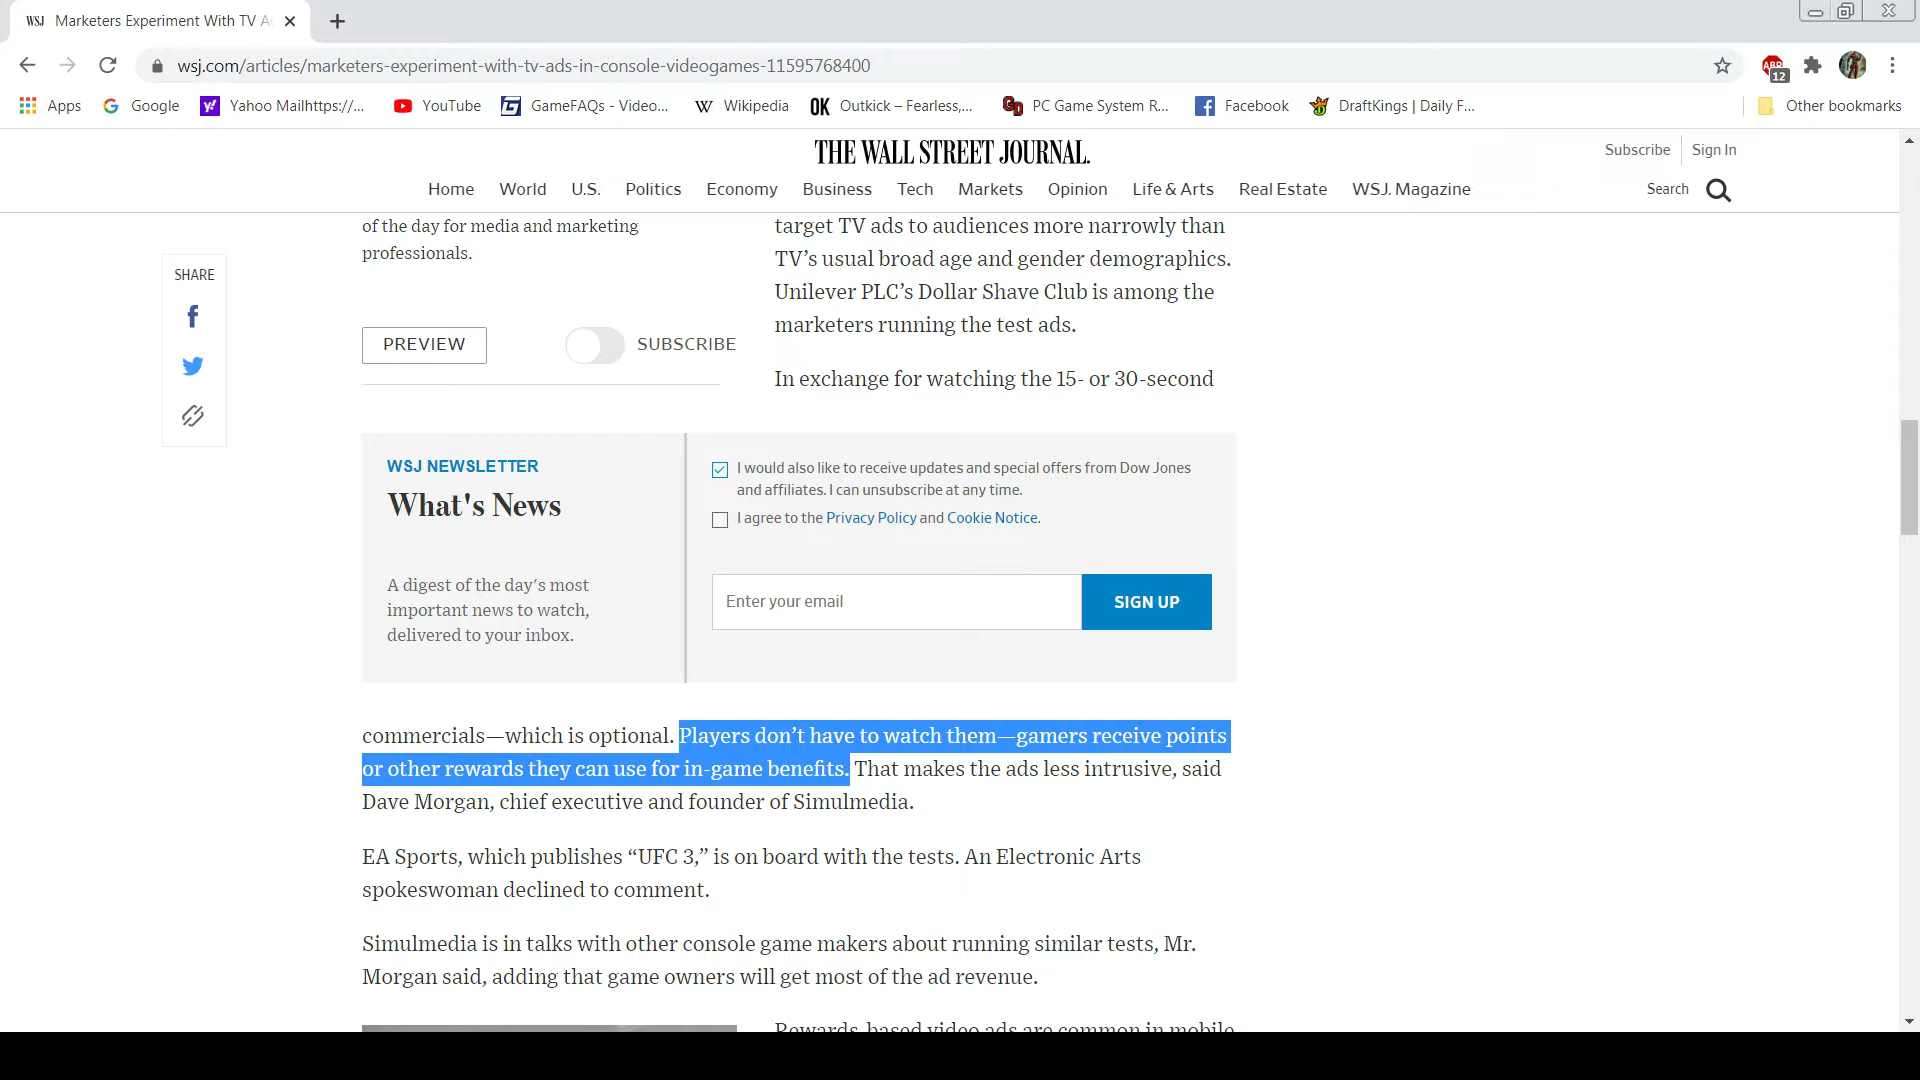 WSJ Marketers Experiment With TV A
wsj.com/articles/marketers-experiment-with-tv-ads-in-console-videogames-11595768400
ABP
12
Apps
G Google
y! Yahoo Mailhttps://...
YouTube
GameFAQs - Video...
W Wikipedia
OK Outkick – Fearless,...
PC Game System R...
f Facebook
DraftKings | Daily F...
Other bookmarks
THE WALL STREET JOURNAL.
Subscribe
Sign In
Home World U.S. Politics Economy Business Tech Markets Opinion Life & Arts Real Estate WSJ. Magazine
Search
SHARE
of the day for media and marketing
professionals.
PREVIEW
SUBSCRIBE
target TV ads to audiences more narrowly than
TV’s usual broad age and gender demographics.
Unilever PLC’s Dollar Shave Club is among the
marketers running the test ads.
In exchange for watching the 15- or 30-second
WSJ NEWSLETTER
What's News
A digest of the day's most
important news to watch,
delivered to your inbox.
I would also like to receive updates and special offers from Dow Jones
and affiliates. I can unsubscribe at any time.
I agree to the Privacy Policy and Cookie Notice.
Enter your email
SIGN UP
commercials—which is optional. Players don’t have to watch them—gamers receive points
or other rewards they can use for in-game benefits. That makes the ads less intrusive, said
Dave Morgan, chief executive and founder of Simulmedia.
EA Sports, which publishes “UFC 3,” is on board with the tests. An Electronic Arts
spokeswoman declined to comment.
Simulmedia is in talks with other console game makers about running similar tests, Mr.
Morgan said, adding that game owners will get most of the ad revenue.
Rewards-based video ads are common in mobile